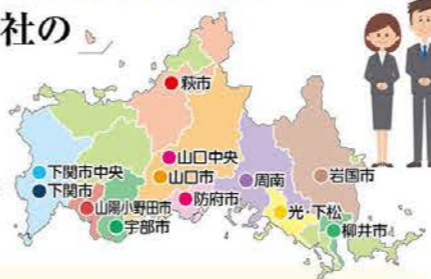 社の
萩市
山口中央
下関市中央
山口市
周南
岩国市
下関市
山陽小野田市
防府市
光・下松
宇部市
柳井市